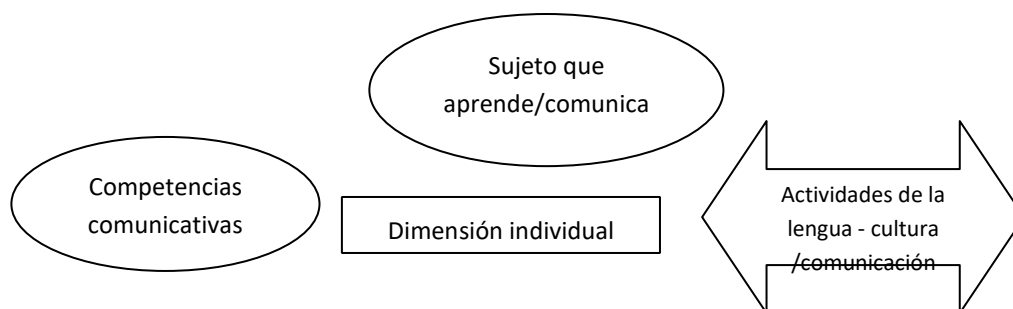 Sujeto que
aprende/comunica
Competencias
comunicativas
Dimensión individual
Actividades de la
lengua - cultura
/comunicación